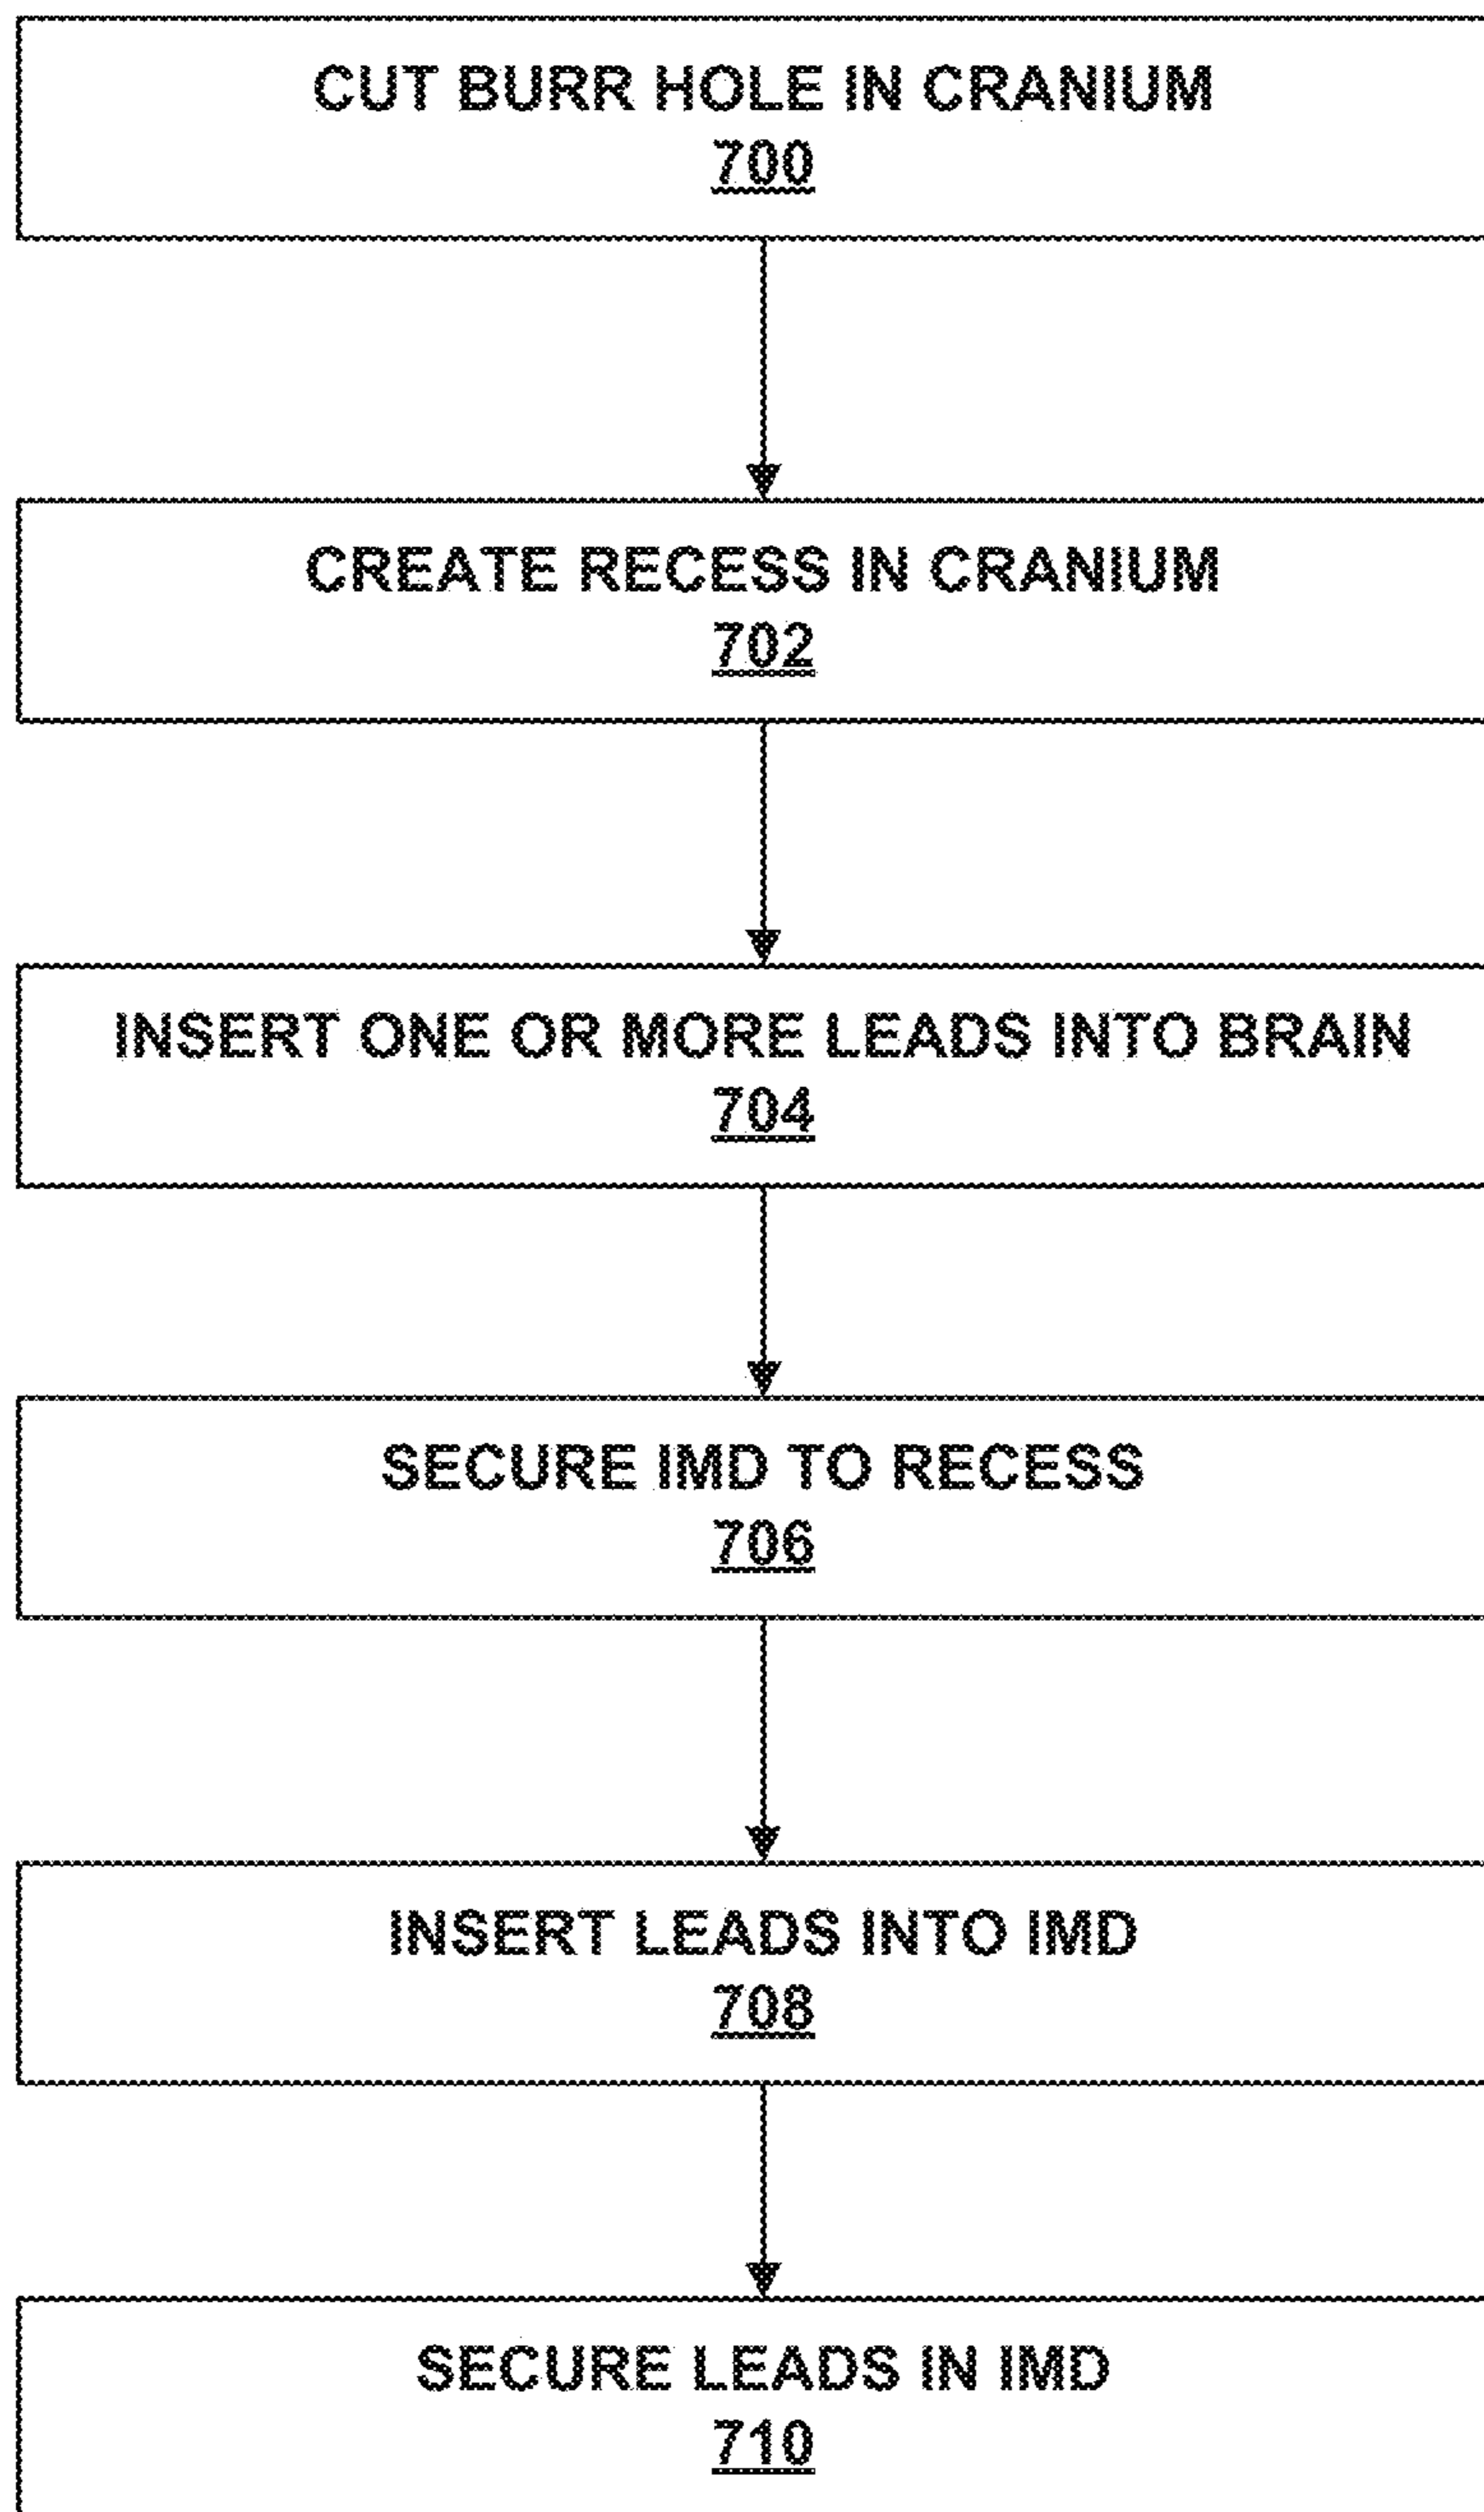 CUT BURR HOLE IN CRANIUM
700
CREATE RECESS IN CRANIUM
702
INSERT ONE OR MORE LEADS INTO BRAIN
704
SECURE IMD TO RECESS
706
INSERT LEADS INTO IMD
708
SECURE LEADS IN IMD
710